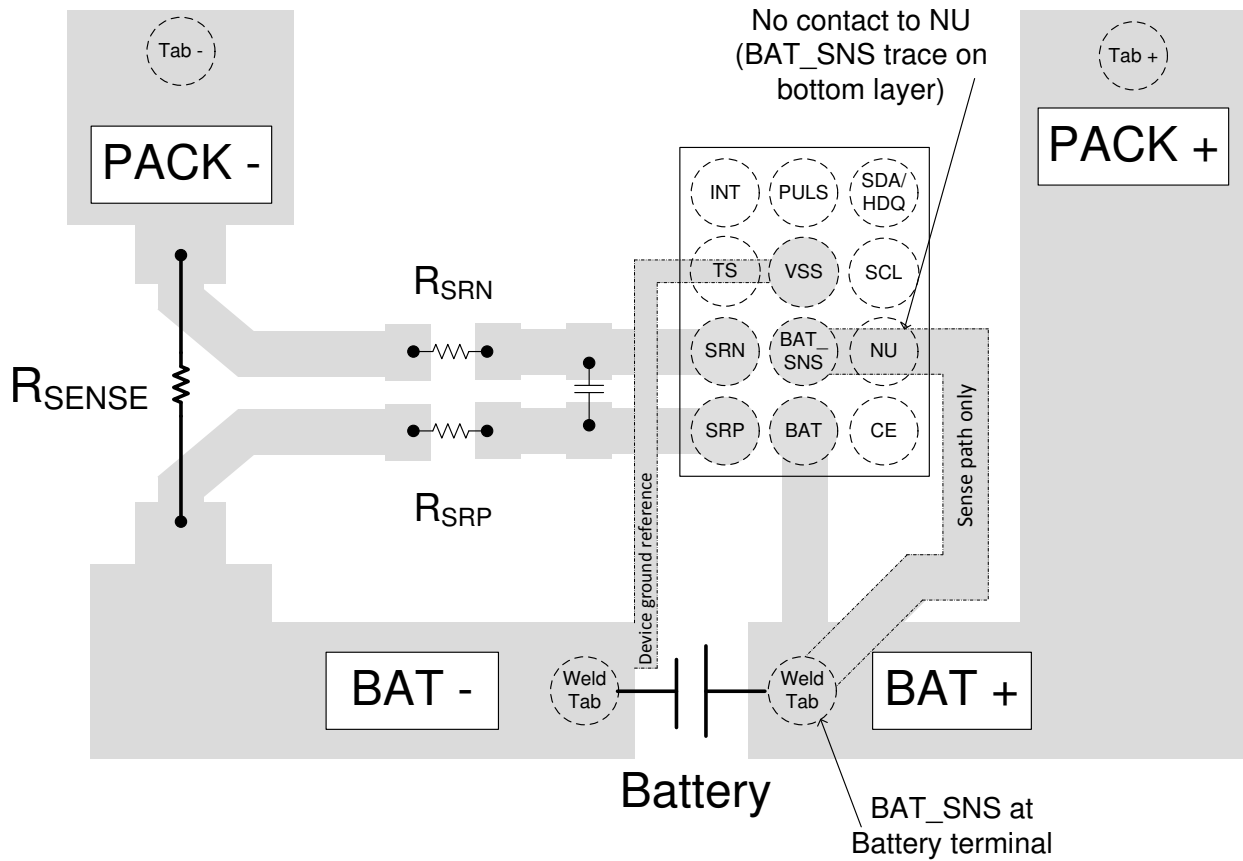 No contact to NU
(BAT_SNS trace on
bottom layer)
Tab -
Tab +
PACK -
PACK +
INT
PULS
SDA/
HDQ
TS
VSS
SCL
RSRN
SRN
BAT_
SNS
NU
RSENSE
SRP
BAT
CE
RSRP
Sense path only
Device ground reference
BAT -
Weld
Tab
Weld
Tab
BAT +
Battery
BAT_SNS at
Battery terminal